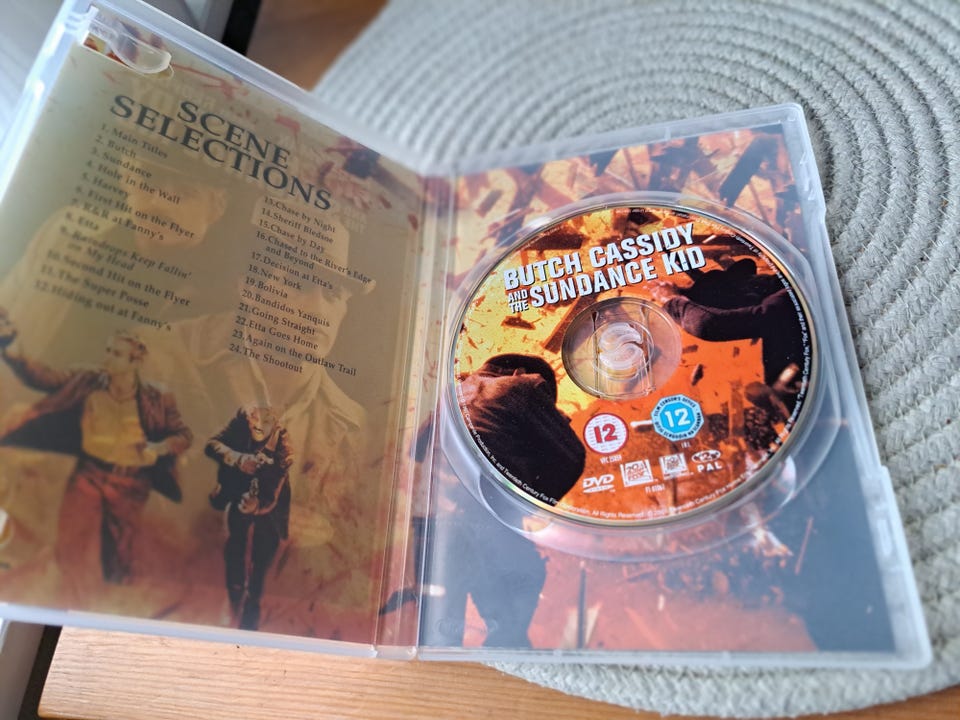 SCENE
SELECTIONS
1. Main Titles
2. Butch
3. Sundance
4. Hole in the Wall
5. Harvey
6. First Hit on the Flyer
7. R&R at Fanny's
8. Etta
9. Raindrops Keep Fallin'
My Head
10. Second Hit on the Flyer
11. The Super Posse
12. Hiding out at Fanny's
13. Chase by Night
14. Sheriff Bledsoe
15. Chase by Day
16. Chased to the River's Edge
and Beyond
17. Decision at Etta's
18. New York
19. Bolivia
20. Bandidos Yanquis
21. Going Straight
22. Etta Goes Home
23. Again on the Outlaw Trail
24. The Shootout
BUTCH CASSIDY
AND THE SUNDANCE KID
12
12
DVD
PAL
All Rights Reserved.